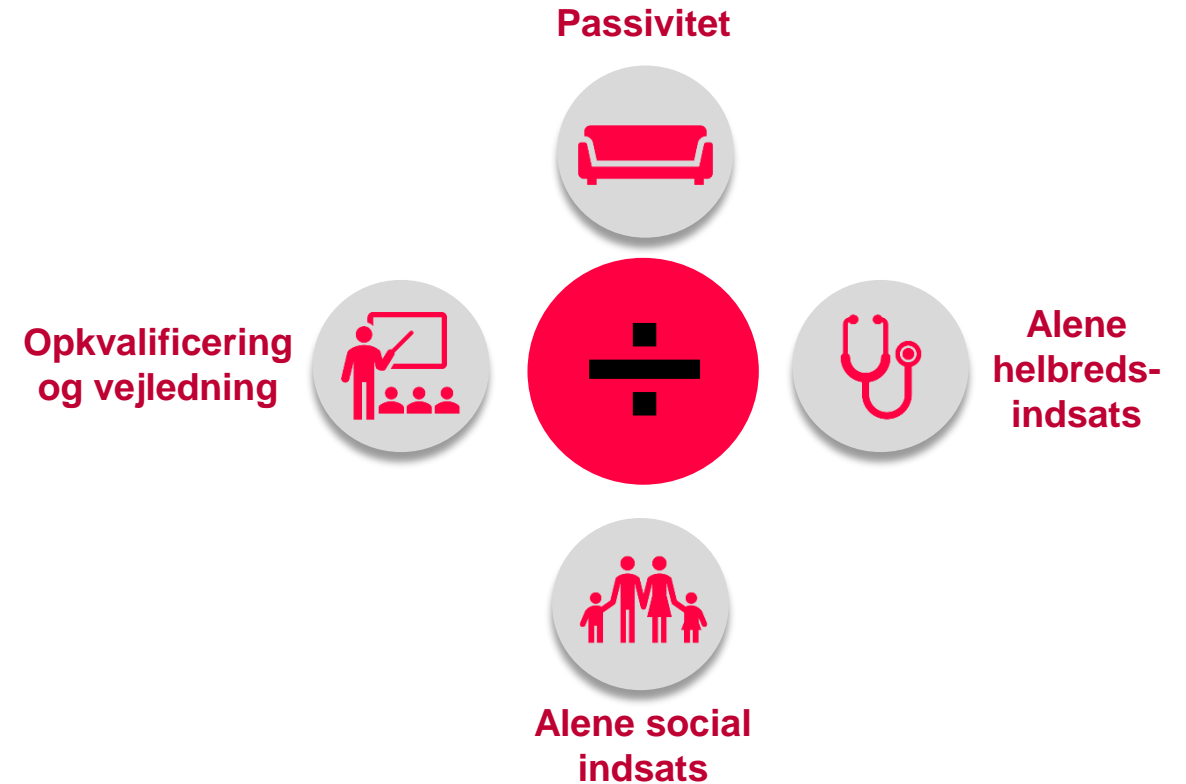 Passivitet
Opkvalificering
og vejledning
÷
Alene
helbreds-
indsats
Alene social
indsats